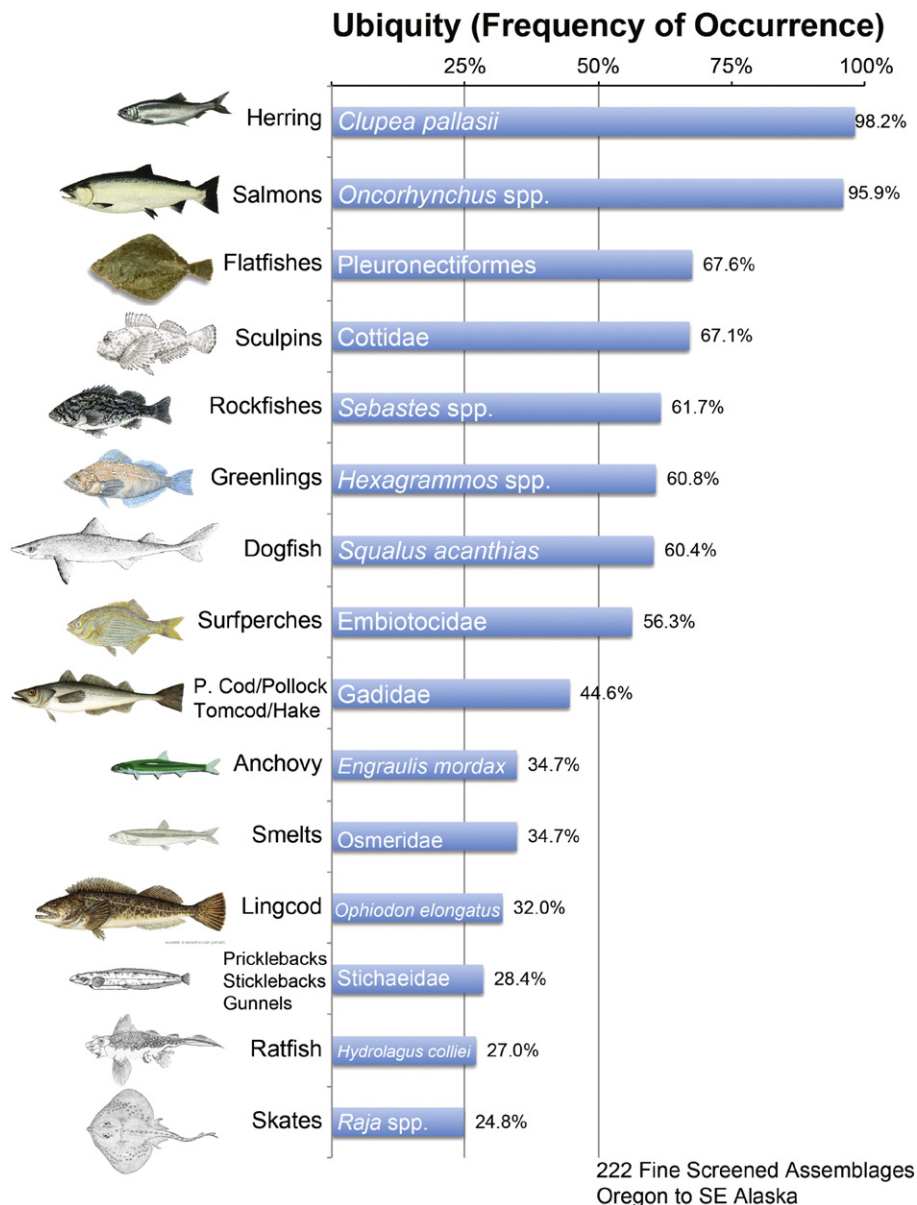 Ubiquity (Frequency of Occurrence)
25% 50% 75% 100%
Herring Clupea pallasii 98.2%
Salmons Oncorhynchus spp. 95.9%
Flatfishes Pleuronectiformes 67.6%
Sculpins Cottidae 67.1%
Rockfishes Sebastes spp. 61.7%
Greenlings Hexagrammos spp. 60.8%
Dogfish Squalus acanthias 60.4%
Surfperches Embiotocidae 56.3%
P. Cod/Pollock
Tomcod/Hake Gadidae 44.6%
Anchovy Engraulis mordax 34.7%
Smelts Osmeridae 34.7%
Lingcod Ophiodon elongatus 32.0%
Pricklebacks
Sticklebacks Stichaeidae 28.4%
Gunnels
Ratfish Hydrolagus colliei 27.0%
Skates Raja spp. 24.8%
222 Fine Screened Assemblages
Oregon to SE Alaska